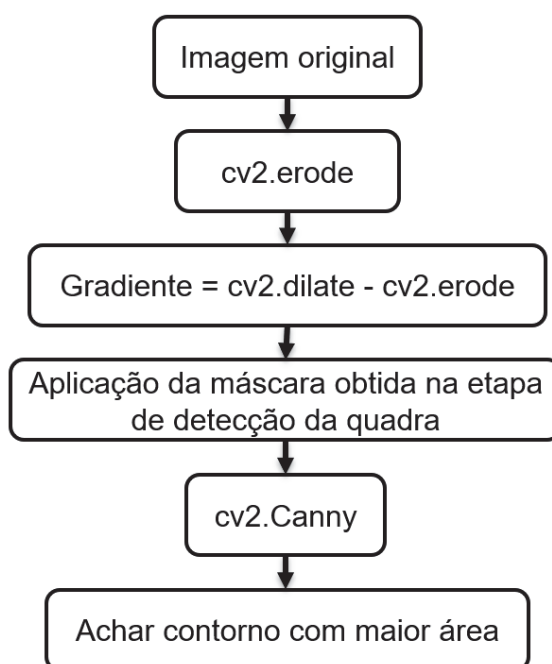 Imagem original
cv2.erode
Gradiente = cv2.dilate - cv2.erode
Aplicação da máscara obtida na etapa
de detecção da quadra
cv2.Canny
Achar contorno com maior área